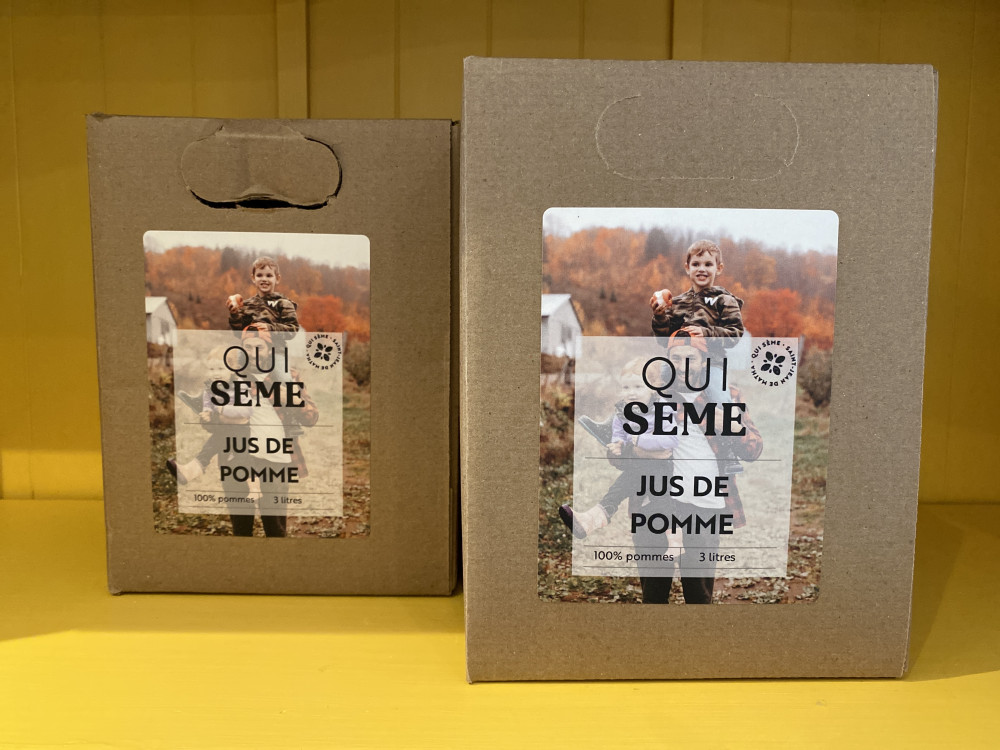 QUI
SÈME
QUI SÈME · SAINT-JEAN DE MATHA ·
JUS DE
POMME
100% pommes 3 litres
W
QUI
SÈME
QUI SÈME · SAINT-JEAN DE MATHA ·
JUS DE
POMME
100% pommes 3 litres